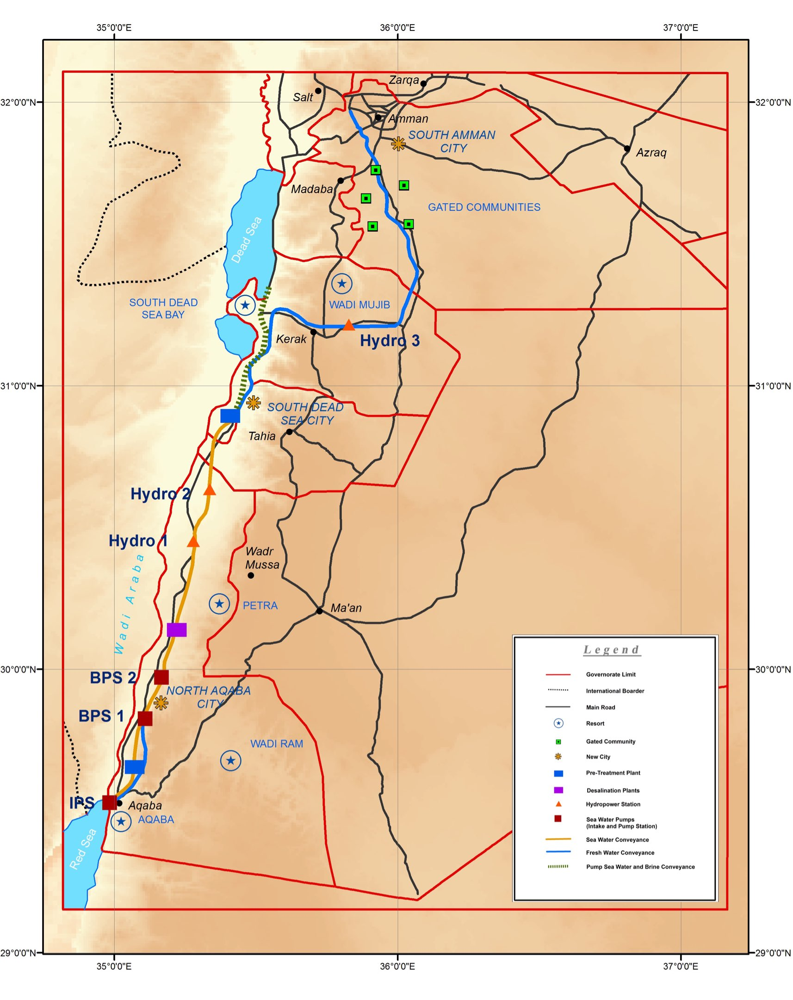 35°0'0"E
36°0'0"E
37°0'0"E
32°0'0"N
32°0'0"N
Zarqa
Salt
Amman
SOUTH AMMAN
CITY
Azraq
Madaba
GATED COMMUNITIES
Dead Sea
SOUTH DEAD
SEA BAY
WADI MUJIB
Kerak
Hydro 3
31°0'0"N
31°0'0"N
SOUTH DEAD
SEA CITY
Tahia
Hydro 2
Hydro 1
Wadr
Mussa
Wadi Araba
PETRA
Ma'an
30°0'0"N
30°0'0"N
BPS 2
NORTH AQABA
CITY
BPS 1
WADI RAM
IPS
Aqaba
AQABA
Red Sea
Legend
Governorate Limit
International Boarder
Main Road
Resort
Gated Community
New City
Pre-Treatment Plant
Desalination Plants
Hydropower Station
Sea Water Pumps
(Intake and Pump Station)
Sea Water Conveyance
Fresh Water Conveyance
Pump Sea Water and Brine Conveyance
29°0'0"N
29°0'0"N
35°0'0"E
36°0'0"E
37°0'0"E